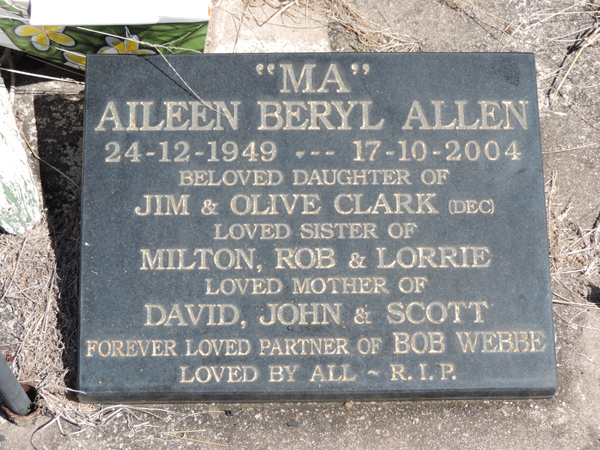 "MA"
AILEEN BERYL ALLEN
24-12-1949 --- 17-10-2004
BELOVED DAUGHTER OF
JIM & OLIVE CLARK (DEC)
LOVED SISTER OF
MILTON, ROB & LORRIE
LOVED MOTHER OF
DAVID, JOHN & SCOTT
FOREVER LOVED PARTNER OF BOB WEBBE
LOVED BY ALL ~ R.I.P.